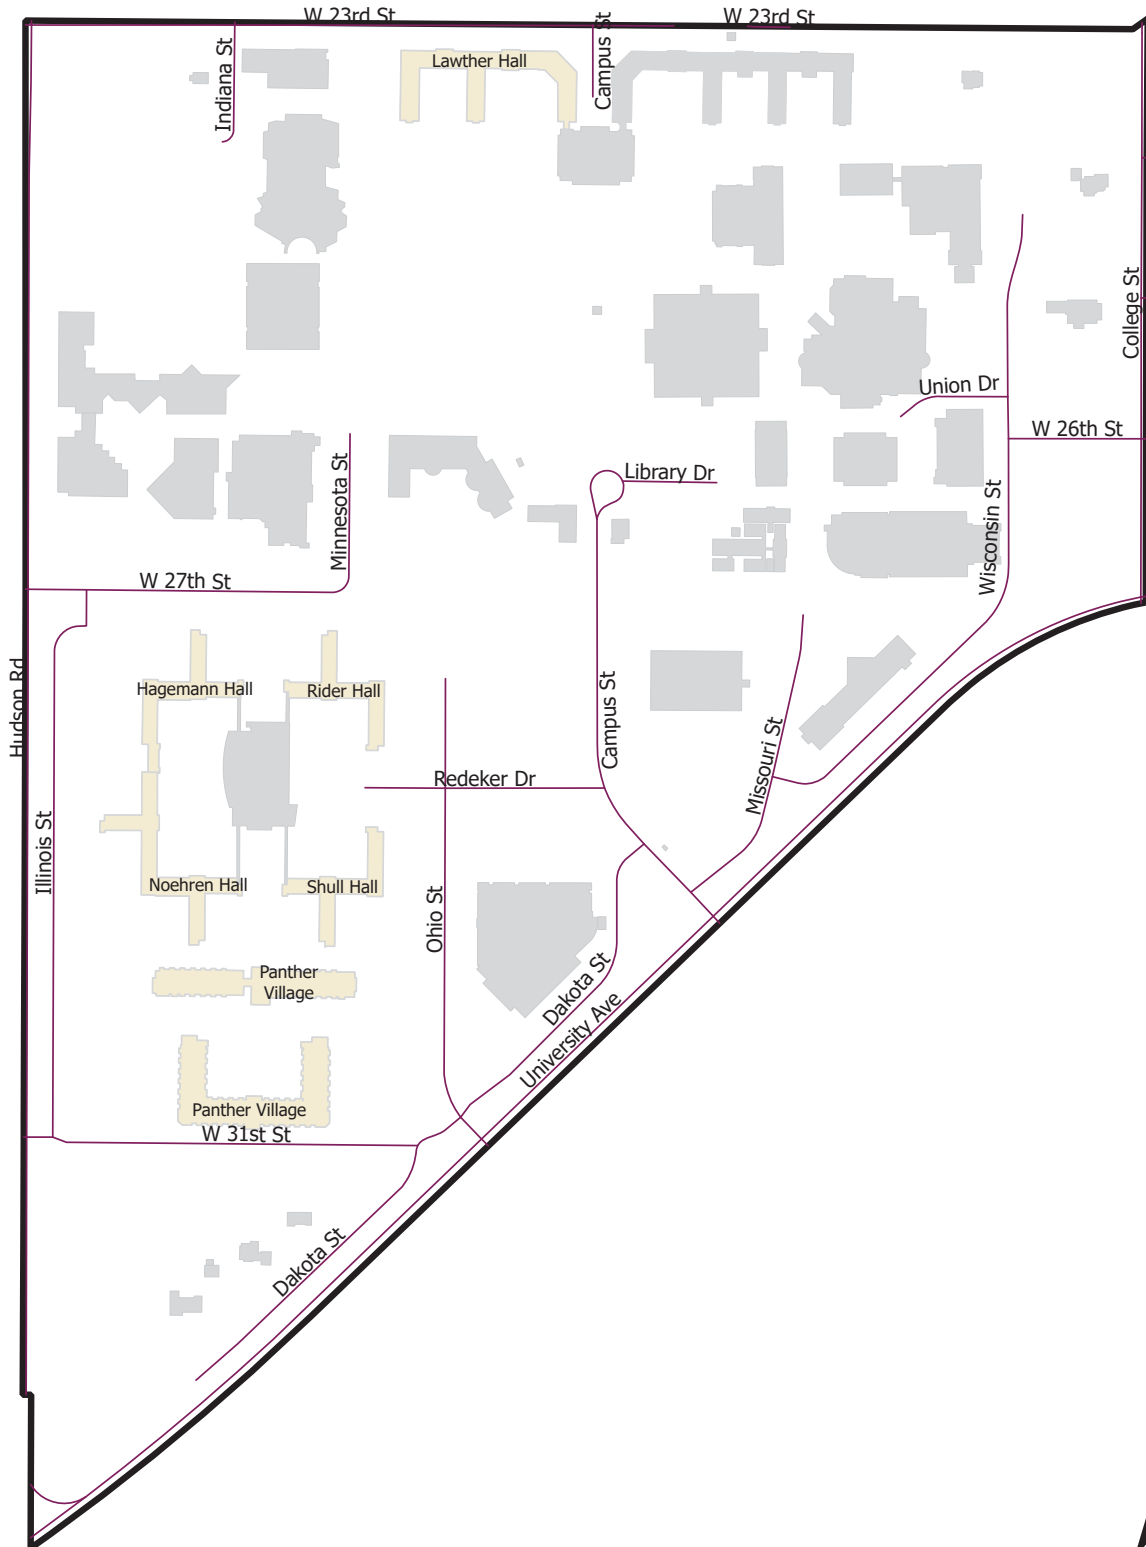 W 23rd St
W 23rd St
Indiana St
Lawther Hall
Campus St
College St
Union Dr
W 26th St
Minnesota St
Library Dr
Wisconsin St
W 27th St
Hudson Rd
Hagemann Hall
Rider Hall
Campus St
Missouri St
Redeker Dr
Illinois St
Noehren Hall
Shull Hall
Ohio St
Panther
Village
Dakota St
University Ave
Panther Village
W 31st St
Dakota St